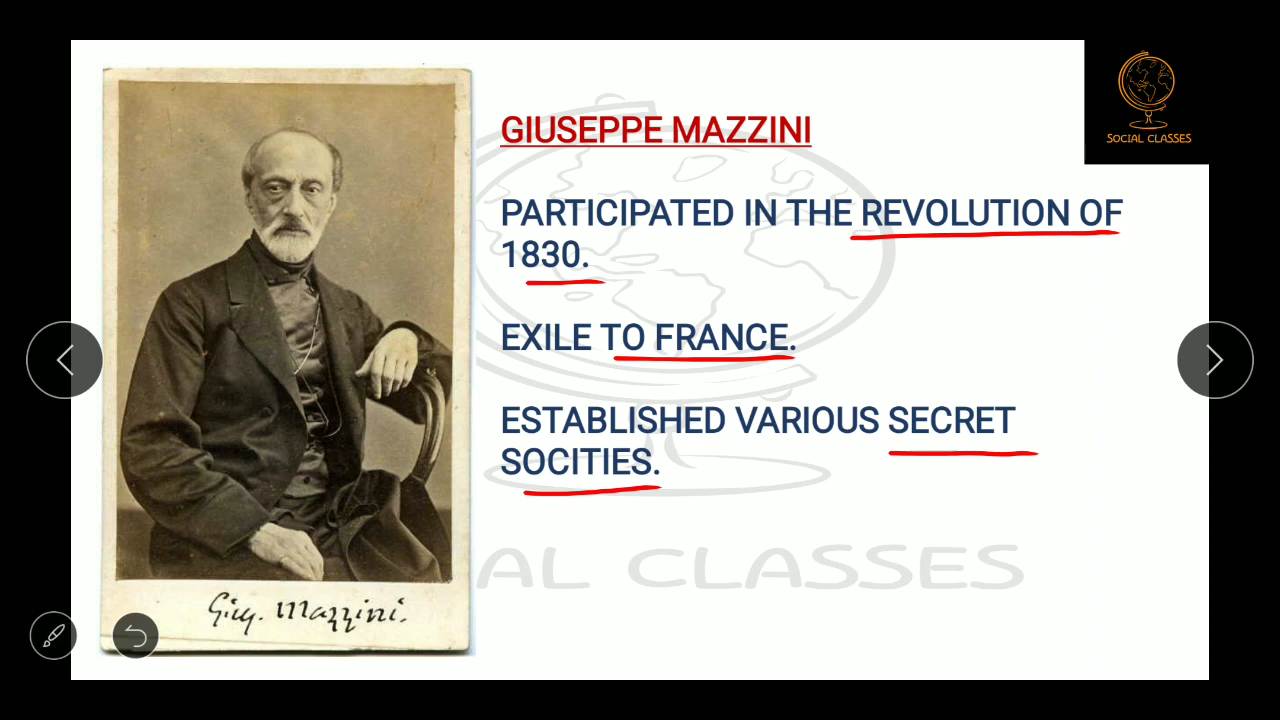 SOCIAL CLASSES
GIUSEPPE MAZZINI
PARTICIPATED IN THE REVOLUTION OF
1830.
EXILE TO FRANCE.
ESTABLISHED VARIOUS SECRET
SOCITIES.
AL CLASSES
Giu. Mazzini.